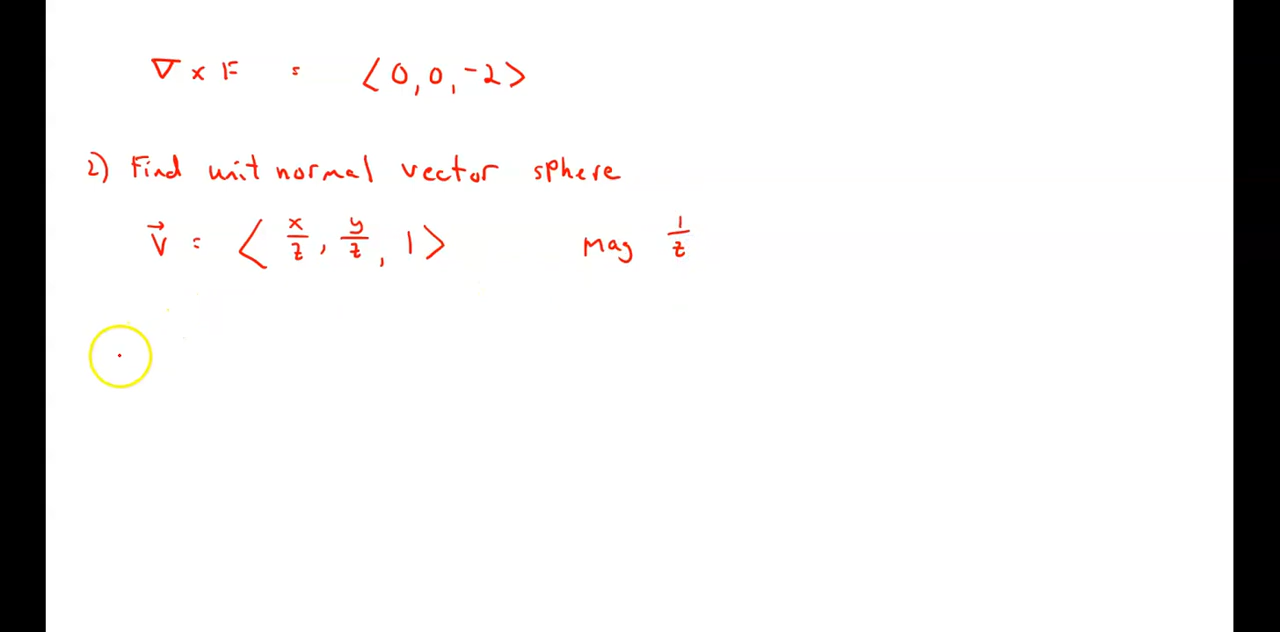 ∇ x F = <0, 0, -2>
2) Find unit normal vector sphere
v⃗ = <x/z, y/z, 1> mag 1/z